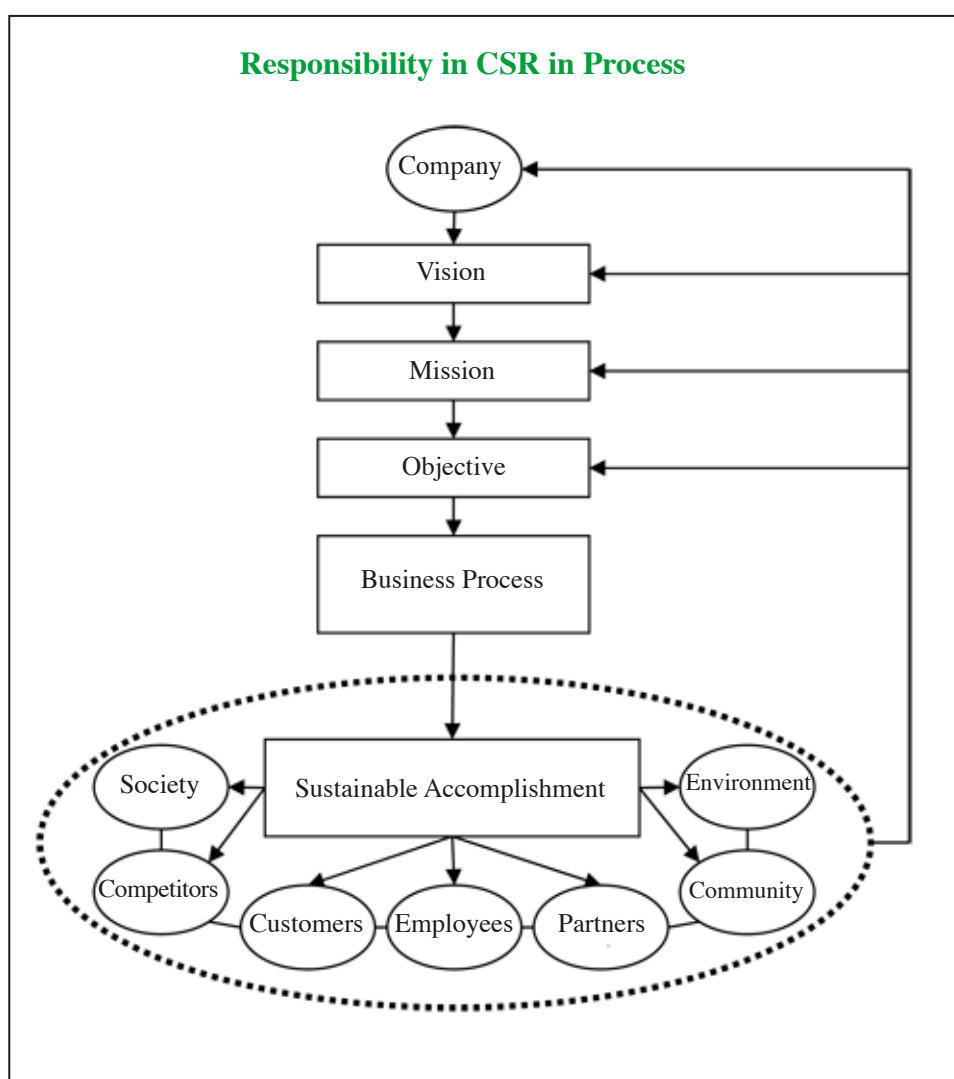 Responsibility in CSR in Process
Company
Vision
Mission
Objective
Business Process
Sustainable Accomplishment
Society
Environment
Competitors
Community
Customers
Employees
Partners